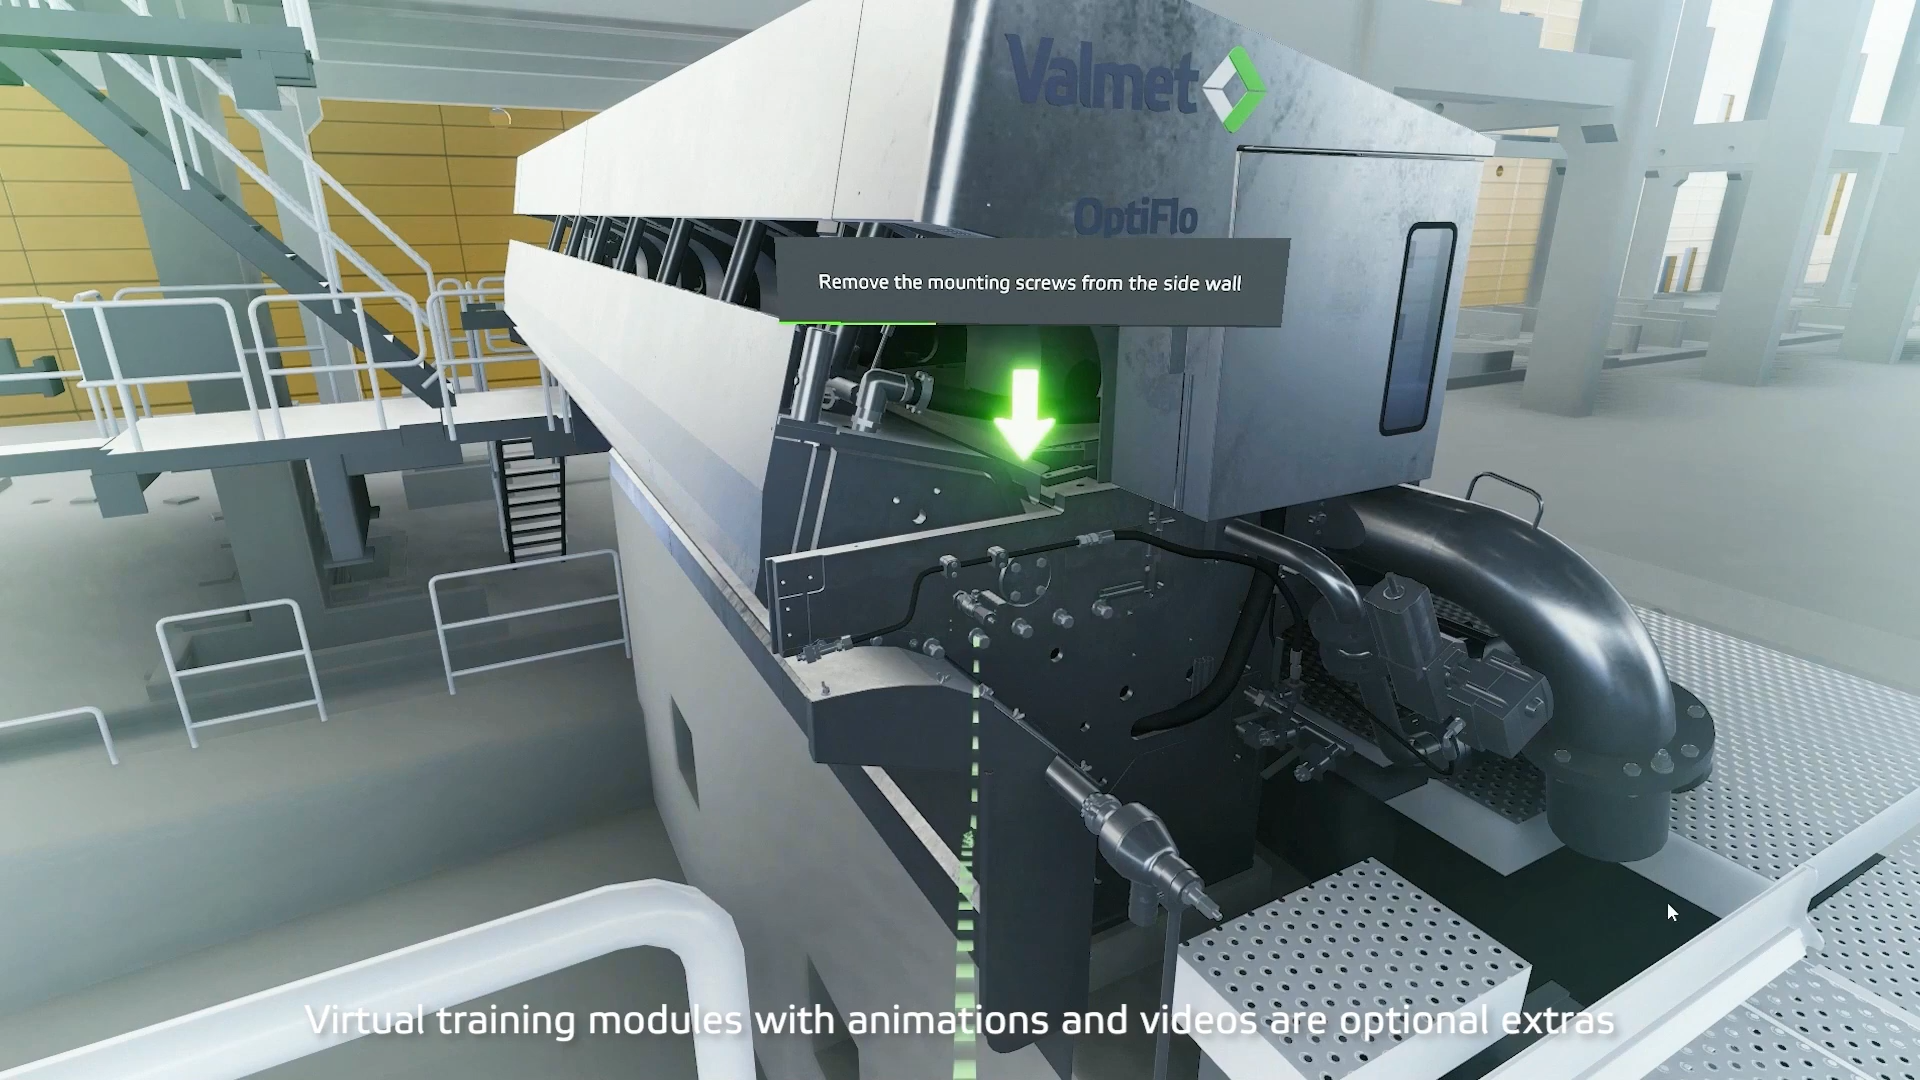 Valmet
OptiFlo
Remove the mounting screws from the side wall
Virtual training modules with animations and videos are optional extras